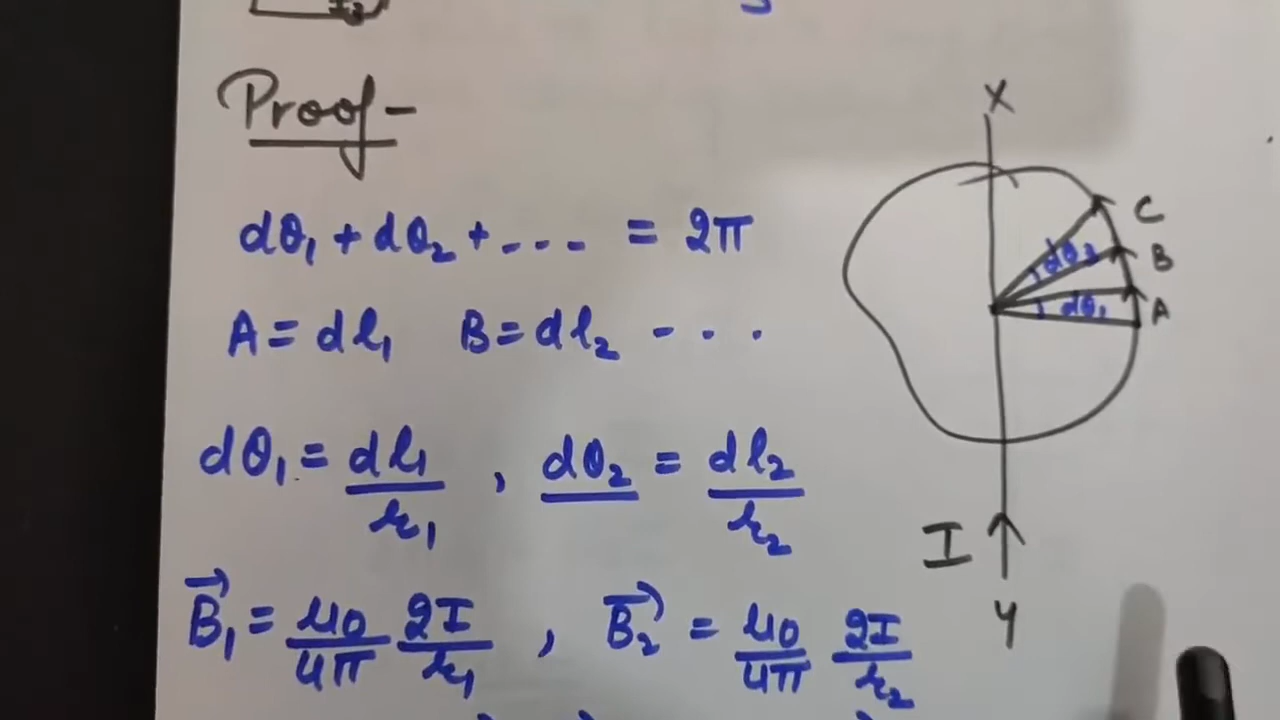 Proof-
dθ₁ + dθ₂ + --- = 2π
A = dl₁ B = dl₂ - - -
dθ₁ = dl₁/r₁ , dθ₂ = dl₂/r₂
B⃗₁ = μ₀/4π 2I/r₁ , B⃗₂ = μ₀/4π 2I/r₂
X
C
dθ₂
B
dθ₁
A
I
Y